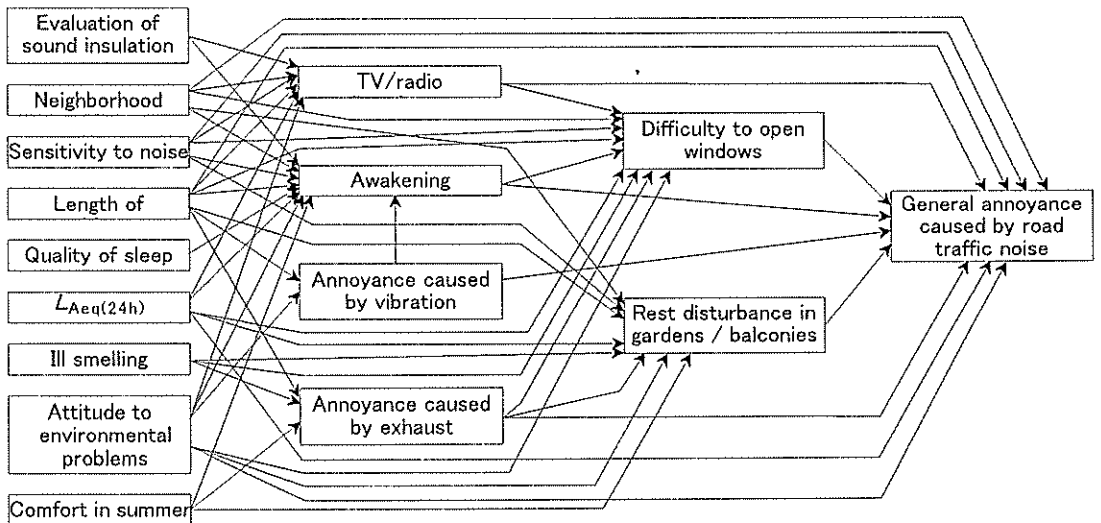 Evaluation of
sound insulation
Neighborhood
Sensitivity to noise
Length of
Quality of sleep
LAeq(24h)
Ill smelling
Attitude to
environmental
problems
Comfort in summer
TV/radio
Awakening
Annoyance caused
by vibration
Annoyance caused
by exhaust
Difficulty to open
windows
Rest disturbance in
gardens / balconies
General annoyance
caused by road
traffic noise